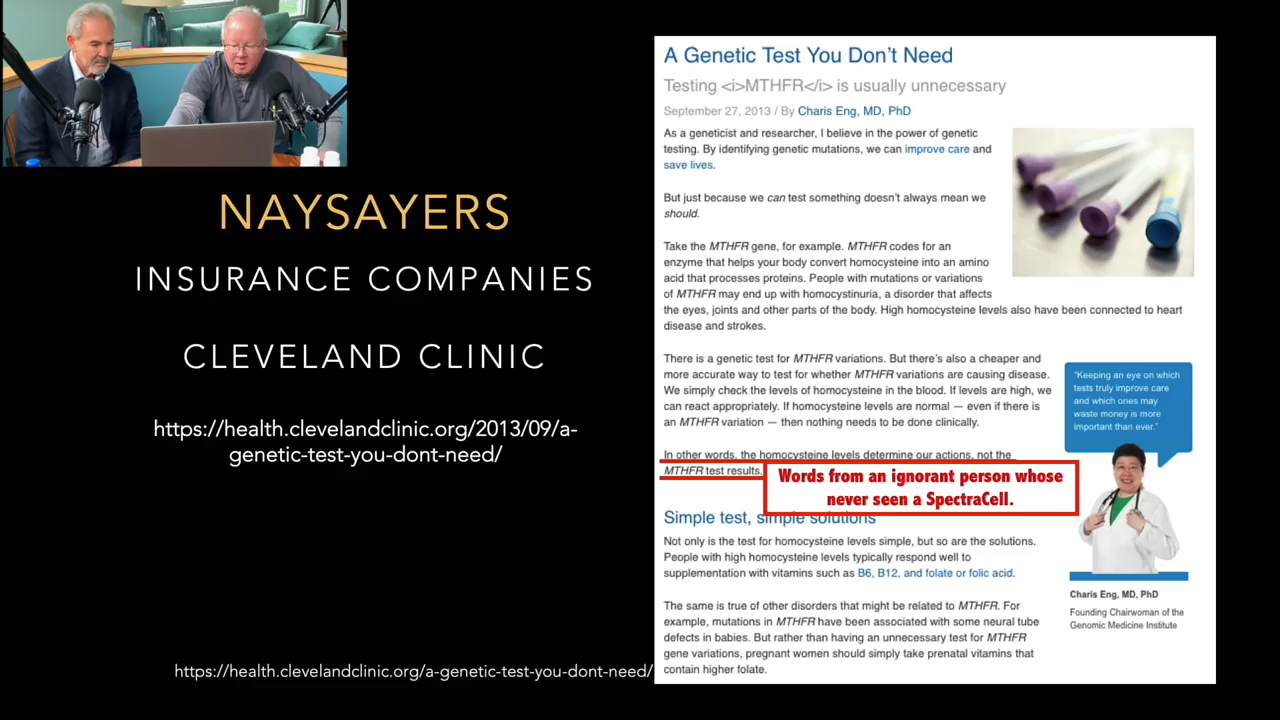 NAYSAYERS
INSURANCE COMPANIES
CLEVELAND CLINIC
https://health.clevelandclinic.org/2013/09/a-
genetic-test-you-dont-need/
https://health.clevelandclinic.org/a-genetic-test-you-dont-need/
A Genetic Test You Don't Need
Testing <i>MTHFR</i> is usually unnecessary
September 27, 2013 / By Charis Eng, MD, PhD
As a geneticist and researcher, I believe in the power of genetic
testing. By identifying genetic mutations, we can improve care and
save lives.
But just because we can test something doesn't always mean we
should.
Take the MTHFR gene, for example. MTHFR codes for an
enzyme that helps your body convert homocysteine into an amino
acid that processes proteins. People with mutations or variations
of MTHFR may end up with homocystinuria, a disorder that affects
the eyes, joints and other parts of the body. High homocysteine levels also have been connected to heart
disease and strokes.
There is a genetic test for MTHFR variations. But there's also a cheaper and
more accurate way to test for whether MTHFR variations are causing disease.
We simply check the levels of homocysteine in the blood. If levels are high, we
can react appropriately. If homocysteine levels are normal — even if there is
an MTHFR variation — then nothing needs to be done clinically.
In other words, the homocysteine levels determine our actions, not the
MTHFR test results.
Words from an ignorant person whose
never seen a SpectraCell.
Simple test, simple solutions
Not only is the test for homocysteine levels simple, but so are the solutions.
People with high homocysteine levels typically respond well to
supplementation with vitamins such as B6, B12, and folate or folic acid.
The same is true of other disorders that might be related to MTHFR. For
example, mutations in MTHFR have been associated with some neural tube
defects in babies. But rather than having an unnecessary test for MTHFR
gene variations, pregnant women should simply take prenatal vitamins that
contain higher folate.
"Keeping an eye on which
tests truly improve care
and which ones may
waste money is more
important than ever."
Charis Eng, MD, PhD
Founding Chairwoman of the
Genomic Medicine Institute